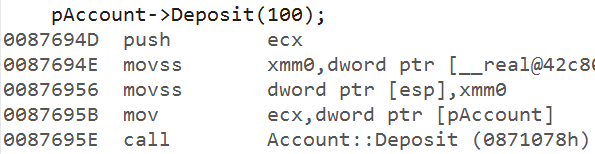 pAccount->Deposit(100);
0087694D push ecx
0087694E movss xmm0,dword ptr [__real@42c80
00876956 movss dword ptr [esp],xmm0
0087695B mov ecx,dword ptr [pAccount]
0087695E call Account::Deposit (0871078h)